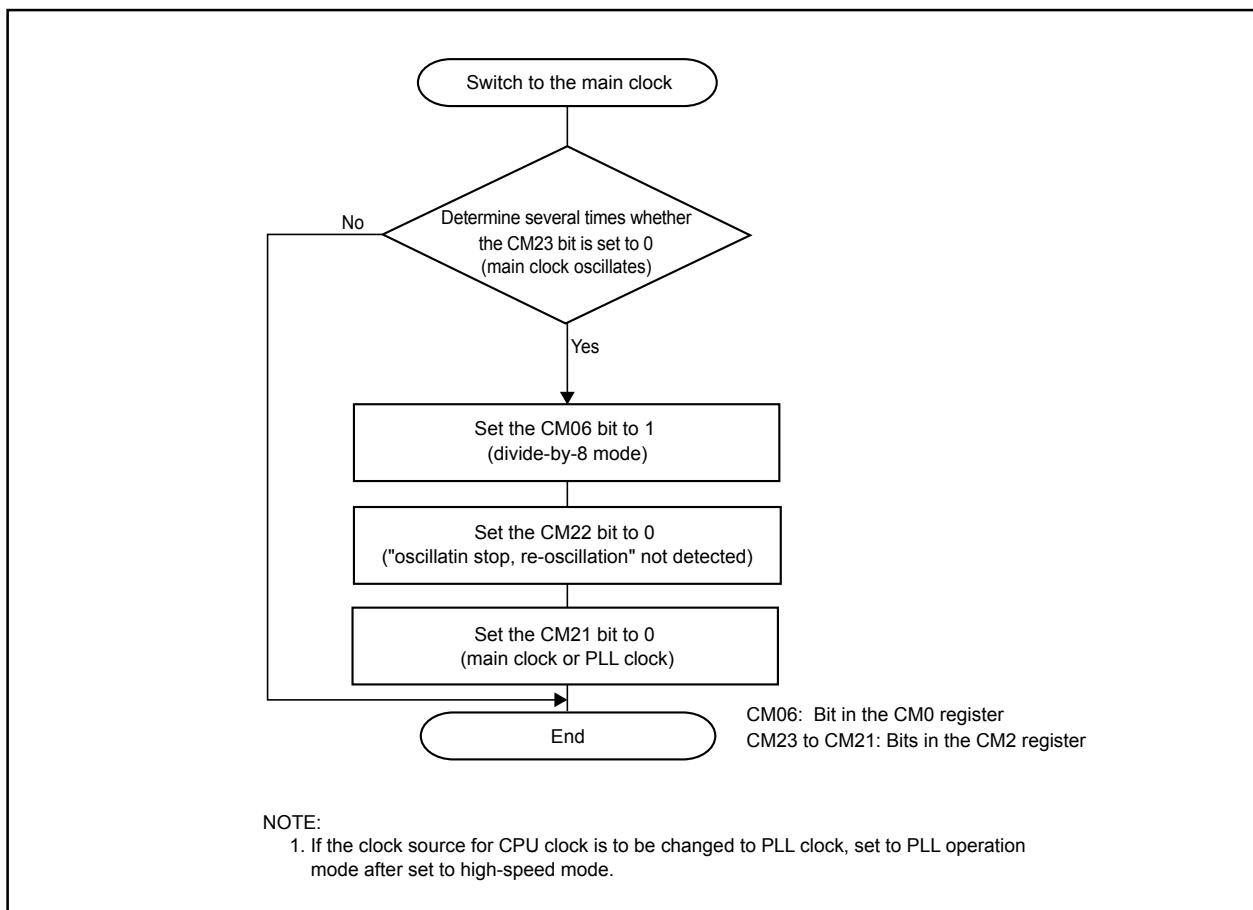 Switch to the main clock
Determine several times whether
the CM23 bit is set to 0
(main clock oscillates)
No
Yes
Set the CM06 bit to 1
(divide-by-8 mode)
Set the CM22 bit to 0
("oscillatin stop, re-oscillation" not detected)
Set the CM21 bit to 0
(main clock or PLL clock)
End
CM06: Bit in the CM0 register
CM23 to CM21: Bits in the CM2 register
NOTE:
1. If the clock source for CPU clock is to be changed to PLL clock, set to PLL operation
mode after set to high-speed mode.